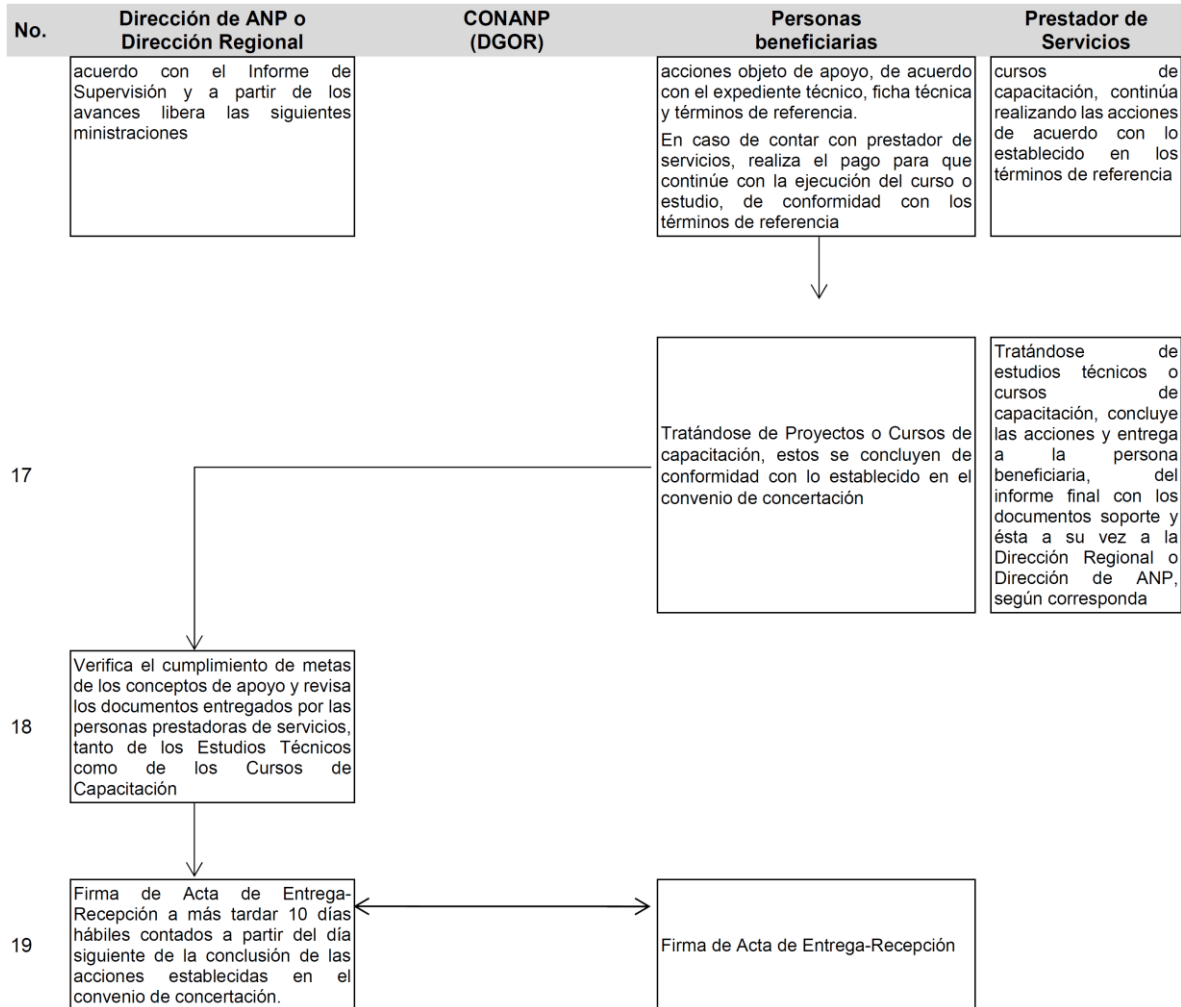 No.
Dirección de ANP o
Dirección Regional
CONANP
(DGOR)
Personas
beneficiarias
Prestador de
Servicios
acuerdo con el Informe de
Supervisión y a partir de los
avances libera las siguientes
ministraciones
acciones objeto de apoyo, de acuerdo
con el expediente técnico, ficha técnica
y términos de referencia.
En caso de contar con prestador de
servicios, realiza el pago para que
continúe con la ejecución del curso o
estudio, de conformidad con los
términos de referencia
cursos de
capacitación, continúa
realizando las acciones
de acuerdo con lo
establecido en los
términos de referencia
17
Tratándose de Proyectos o Cursos de
capacitación, estos se concluyen de
conformidad con lo establecido en el
convenio de concertación
Tratándose de
estudios técnicos o
cursos de
capacitación, concluye
las acciones y entrega
a la persona
beneficiaria, del
informe final con los
documentos soporte y
ésta a su vez a la
Dirección Regional o
Dirección de ANP,
según corresponda
18
Verifica el cumplimiento de metas
de los conceptos de apoyo y revisa
los documentos entregados por las
personas prestadoras de servicios,
tanto de los Estudios Técnicos
como de los Cursos de
Capacitación
19
Firma de Acta de Entrega-
Recepción a más tardar 10 días
hábiles contados a partir del día
siguiente de la conclusión de las
acciones establecidas en el
convenio de concertación.
Firma de Acta de Entrega-Recepción